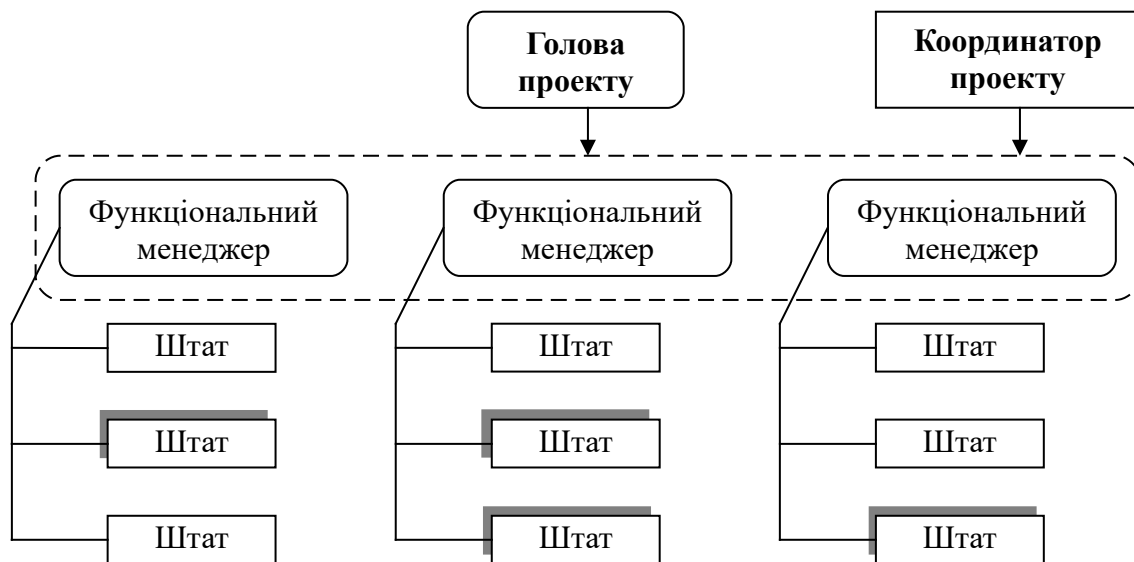 Голова
проекту
Координатор
проекту
Функціональний
менеджер
Функціональний
менеджер
Функціональний
менеджер
Штат
Штат
Штат
Штат
Штат
Штат
Штат
Штат
Штат